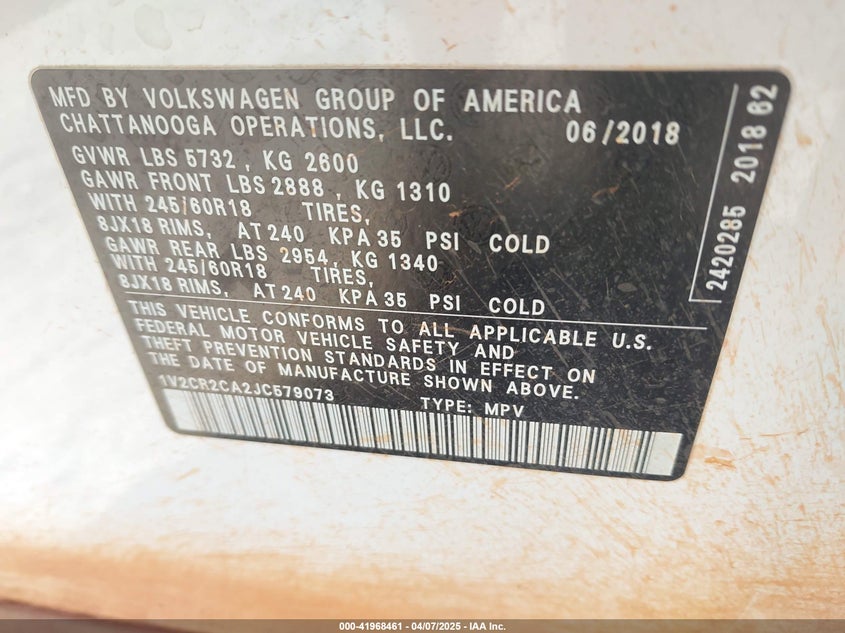 MFD BY VOLKSWAGEN GROUP OF AMERICA
CHATTANOOGA OPERATIONS, LLC. 06/2018
GVWR LBS 5732, KG 2600
GAWR FRONT LBS 2888, KG 1310
WITH 245/60R18 TIRES,
8JX18 RIMS, AT 240 KPA 35 PSI COLD
GAWR REAR LBS 2954, KG 1340
WITH 245/60R18 TIRES,
8JX18 RIMS, AT 240 KPA 35 PSI COLD
THIS VEHICLE CONFORMS TO ALL APPLICABLE U.S.
FEDERAL MOTOR VEHICLE SAFETY AND
THEFT PREVENTION STANDARDS IN EFFECT ON
THE DATE OF MANUFACTURE SHOWN ABOVE.
1V2CR2CA2JC579073 TYPE: MPV
2420285 2018 62
000-41968461 - 04/07/2025 - IAA Inc.